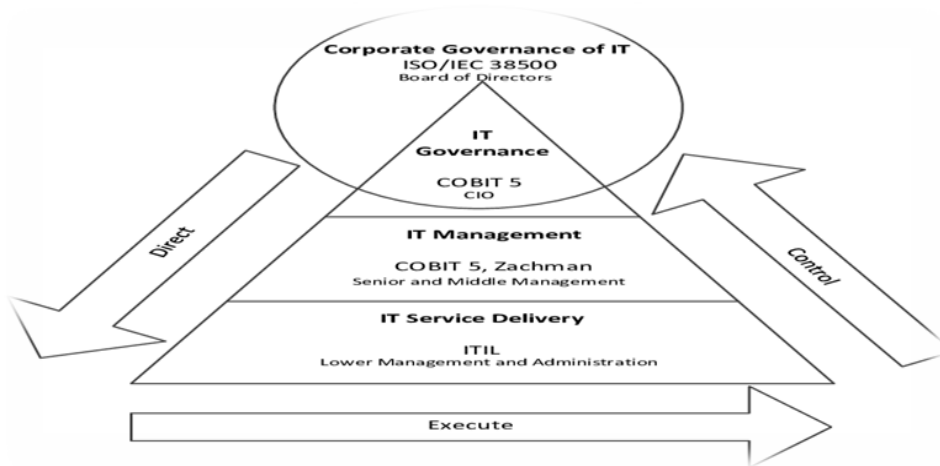 Corporate Governance of IT
ISO/IEC 38500
Board of Directors
IT
Governance
COBIT 5
CIO
Direct
Control
IT Management
COBIT 5, Zachman
Senior and Middle Management
IT Service Delivery
ITIL
Lower Management and Administration
Execute